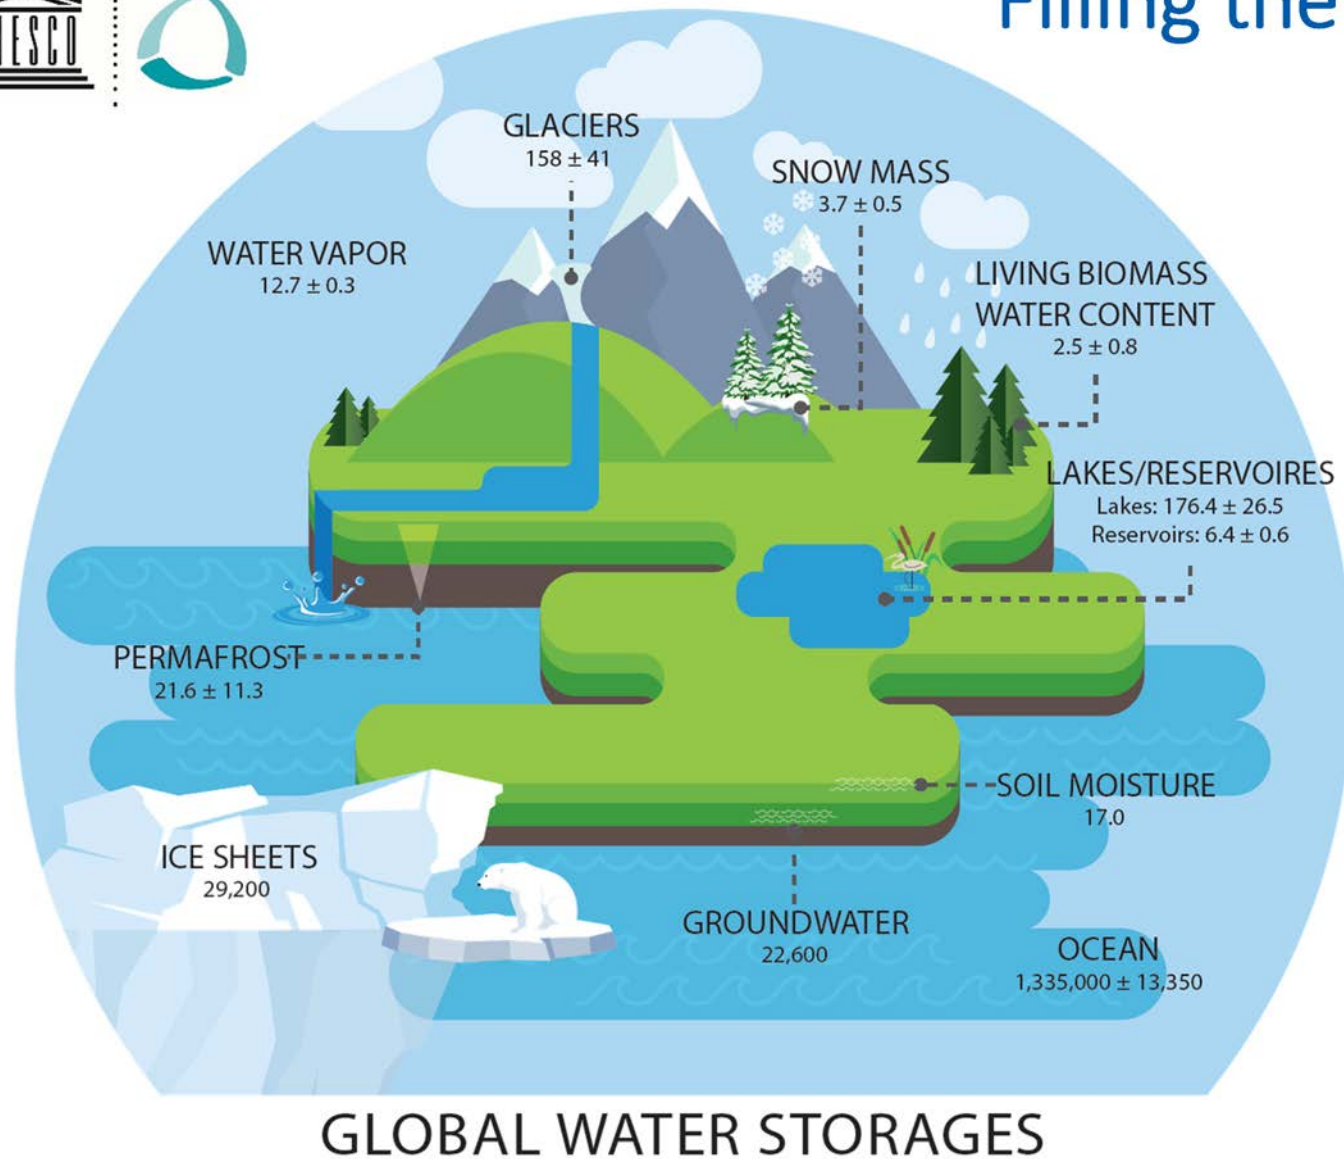 Filling the
GLACIERS
158 ± 41
SNOW MASS
3.7 ± 0.5
WATER VAPOR
12.7 ± 0.3
LIVING BIOMASS
WATER CONTENT
2.5 ± 0.8
LAKES/RESERVOIRES
Lakes: 176.4 ± 26.5
Reservoirs: 6.4 ± 0.6
PERMAFROST
21.6 ± 11.3
SOIL MOISTURE
17.0
ICE SHEETS
29,200
GROUNDWATER
22,600
OCEAN
1,335,000 ± 13,350
GLOBAL WATER STORAGES